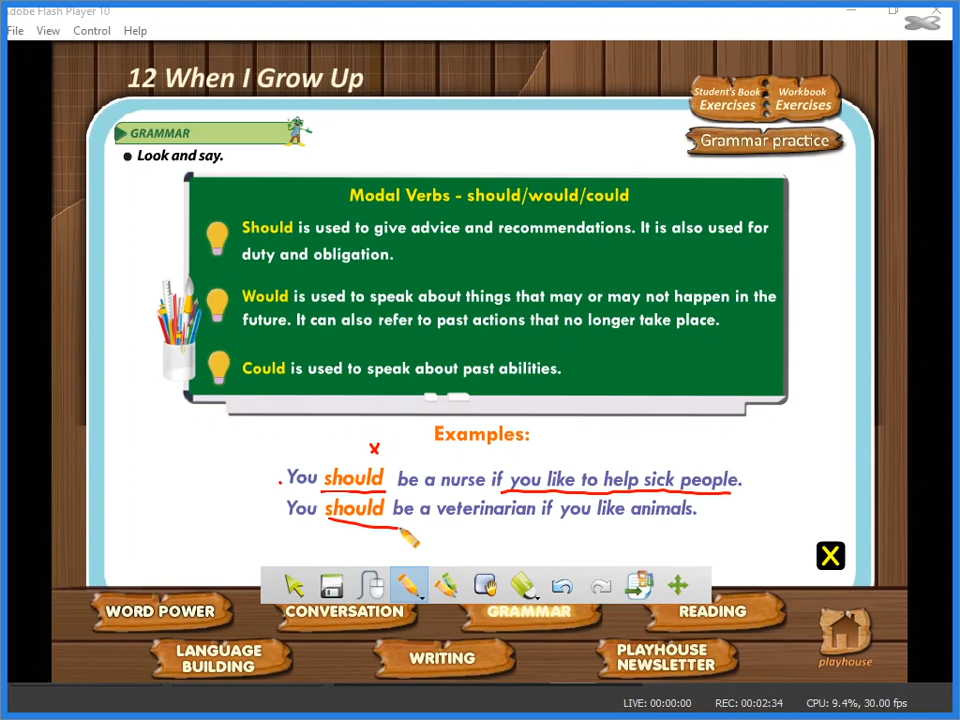 Adobe Flash Player 10
File View Control Help
12 When I Grow Up
Student's Book Exercises
Workbook Exercises
GRAMMAR
Grammar practice
• Look and say.
Modal Verbs - should/would/could
Should is used to give advice and recommendations. It is also used for
duty and obligation.
Would is used to speak about things that may or may not happen in the
future. It can also refer to past actions that no longer take place.
Could is used to speak about past abilities.
Examples:
x
You should be a nurse if you like to help sick people.
You should be a veterinarian if you like animals.
X
WORD POWER
CONVERSATION
GRAMMAR
READING
LANGUAGE
BUILDING
WRITING
PLAYHOUSE
NEWSLETTER
playhouse
LIVE: 00:00:00 REC: 00:02:34 CPU: 9.4%, 30.00 fps